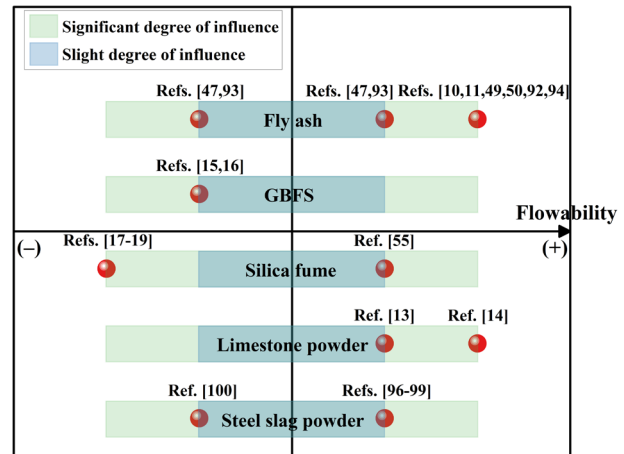 Significant degree of influence
Slight degree of influence
Refs. [47,93] Refs. [47,93] Refs. [10,11,49,50,92,94]
Fly ash
Refs. [15,16]
GBFS
Flowability
(–) (+)
Refs. [17-19] Ref. [55]
Silica fume
Ref. [13] Ref. [14]
Limestone powder
Ref. [100] Refs. [96-99]
Steel slag powder